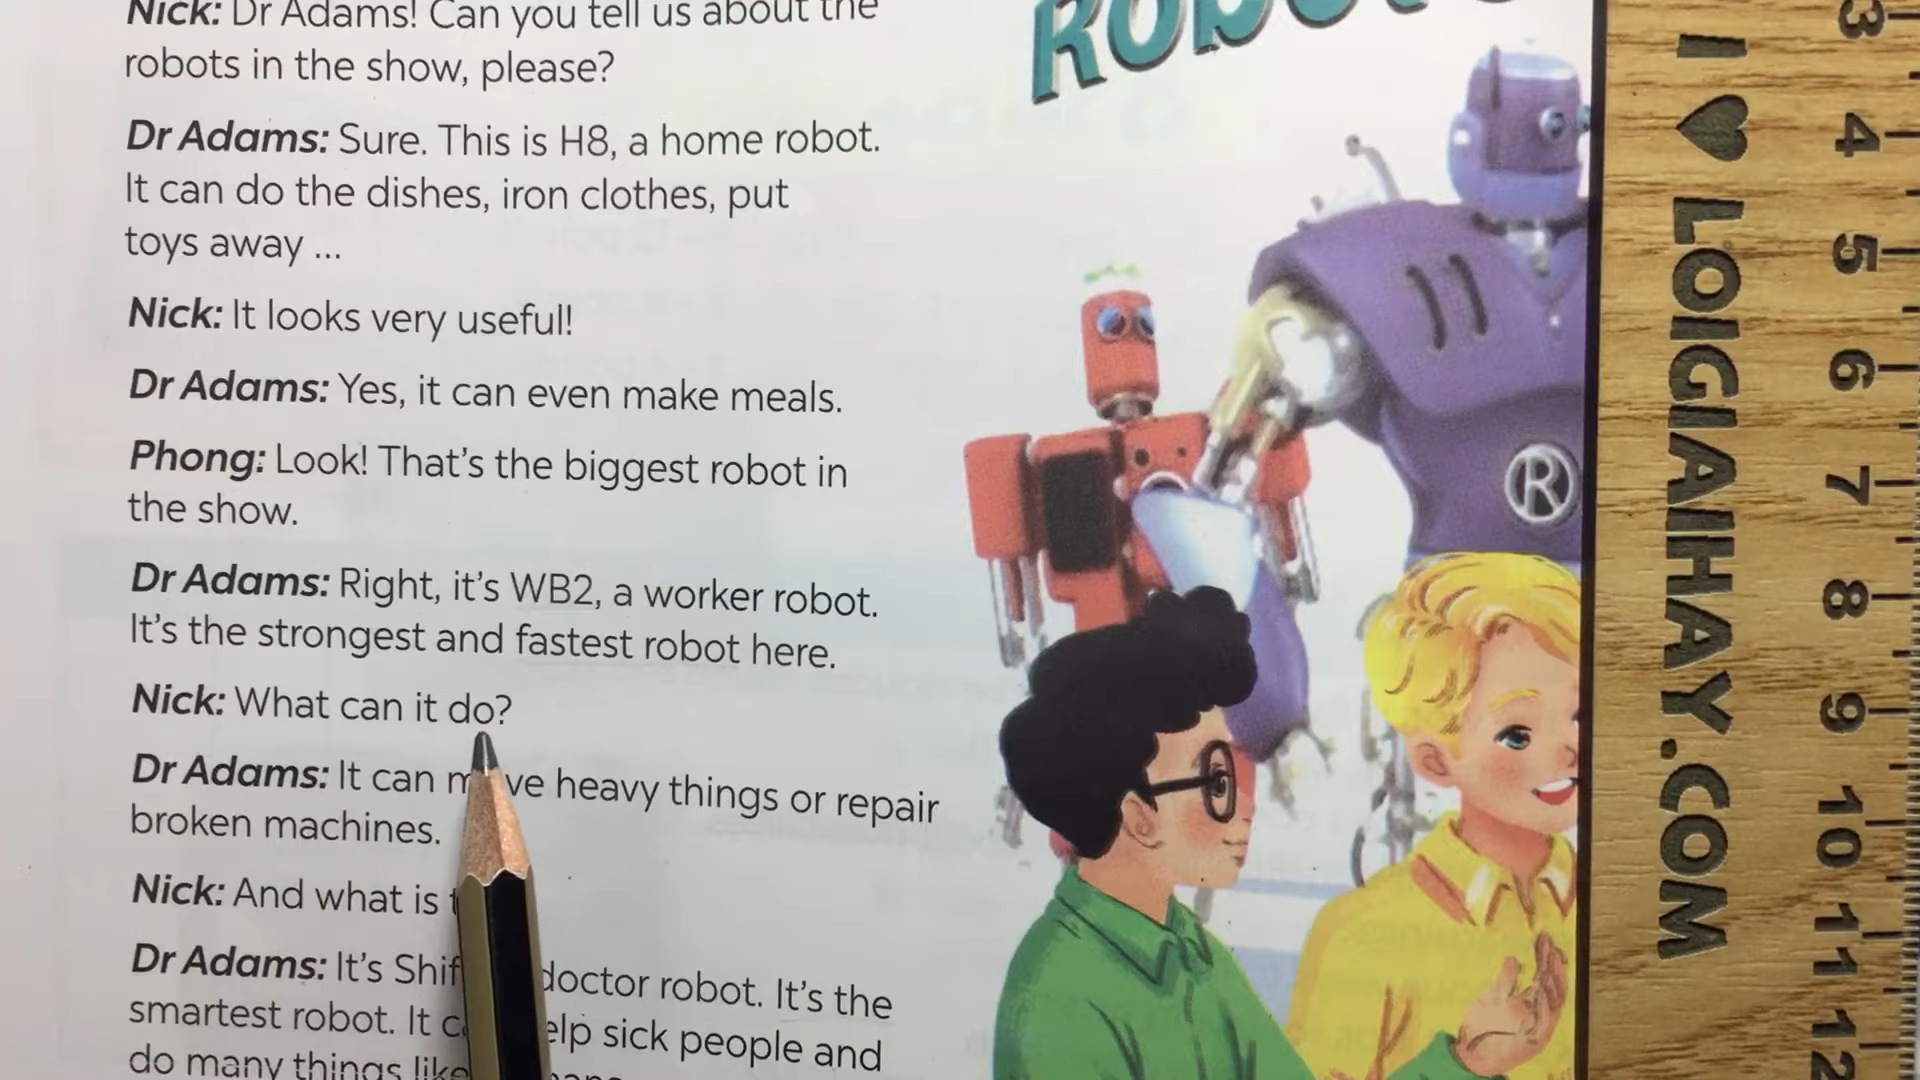 Nick: Dr Adams! Can you tell us about the
robots in the show, please?
Dr Adams: Sure. This is H8, a home robot.
It can do the dishes, iron clothes, put
toys away ...
Nick: It looks very useful!
Dr Adams: Yes, it can even make meals.
Phong: Look! That's the biggest robot in
the show.
Dr Adams: Right, it's WB2, a worker robot.
It's the strongest and fastest robot here.
Nick: What can it do?
Dr Adams: It can heavy things or repair
broken machines.
Nick: And what is
Dr Adams: It's doctor robot. It's the
smartest robot. It sick people and
do many things like
R
I ♥ LOIGIAIHAY.COM
3 4 5 6 7 8 9 10 11 12